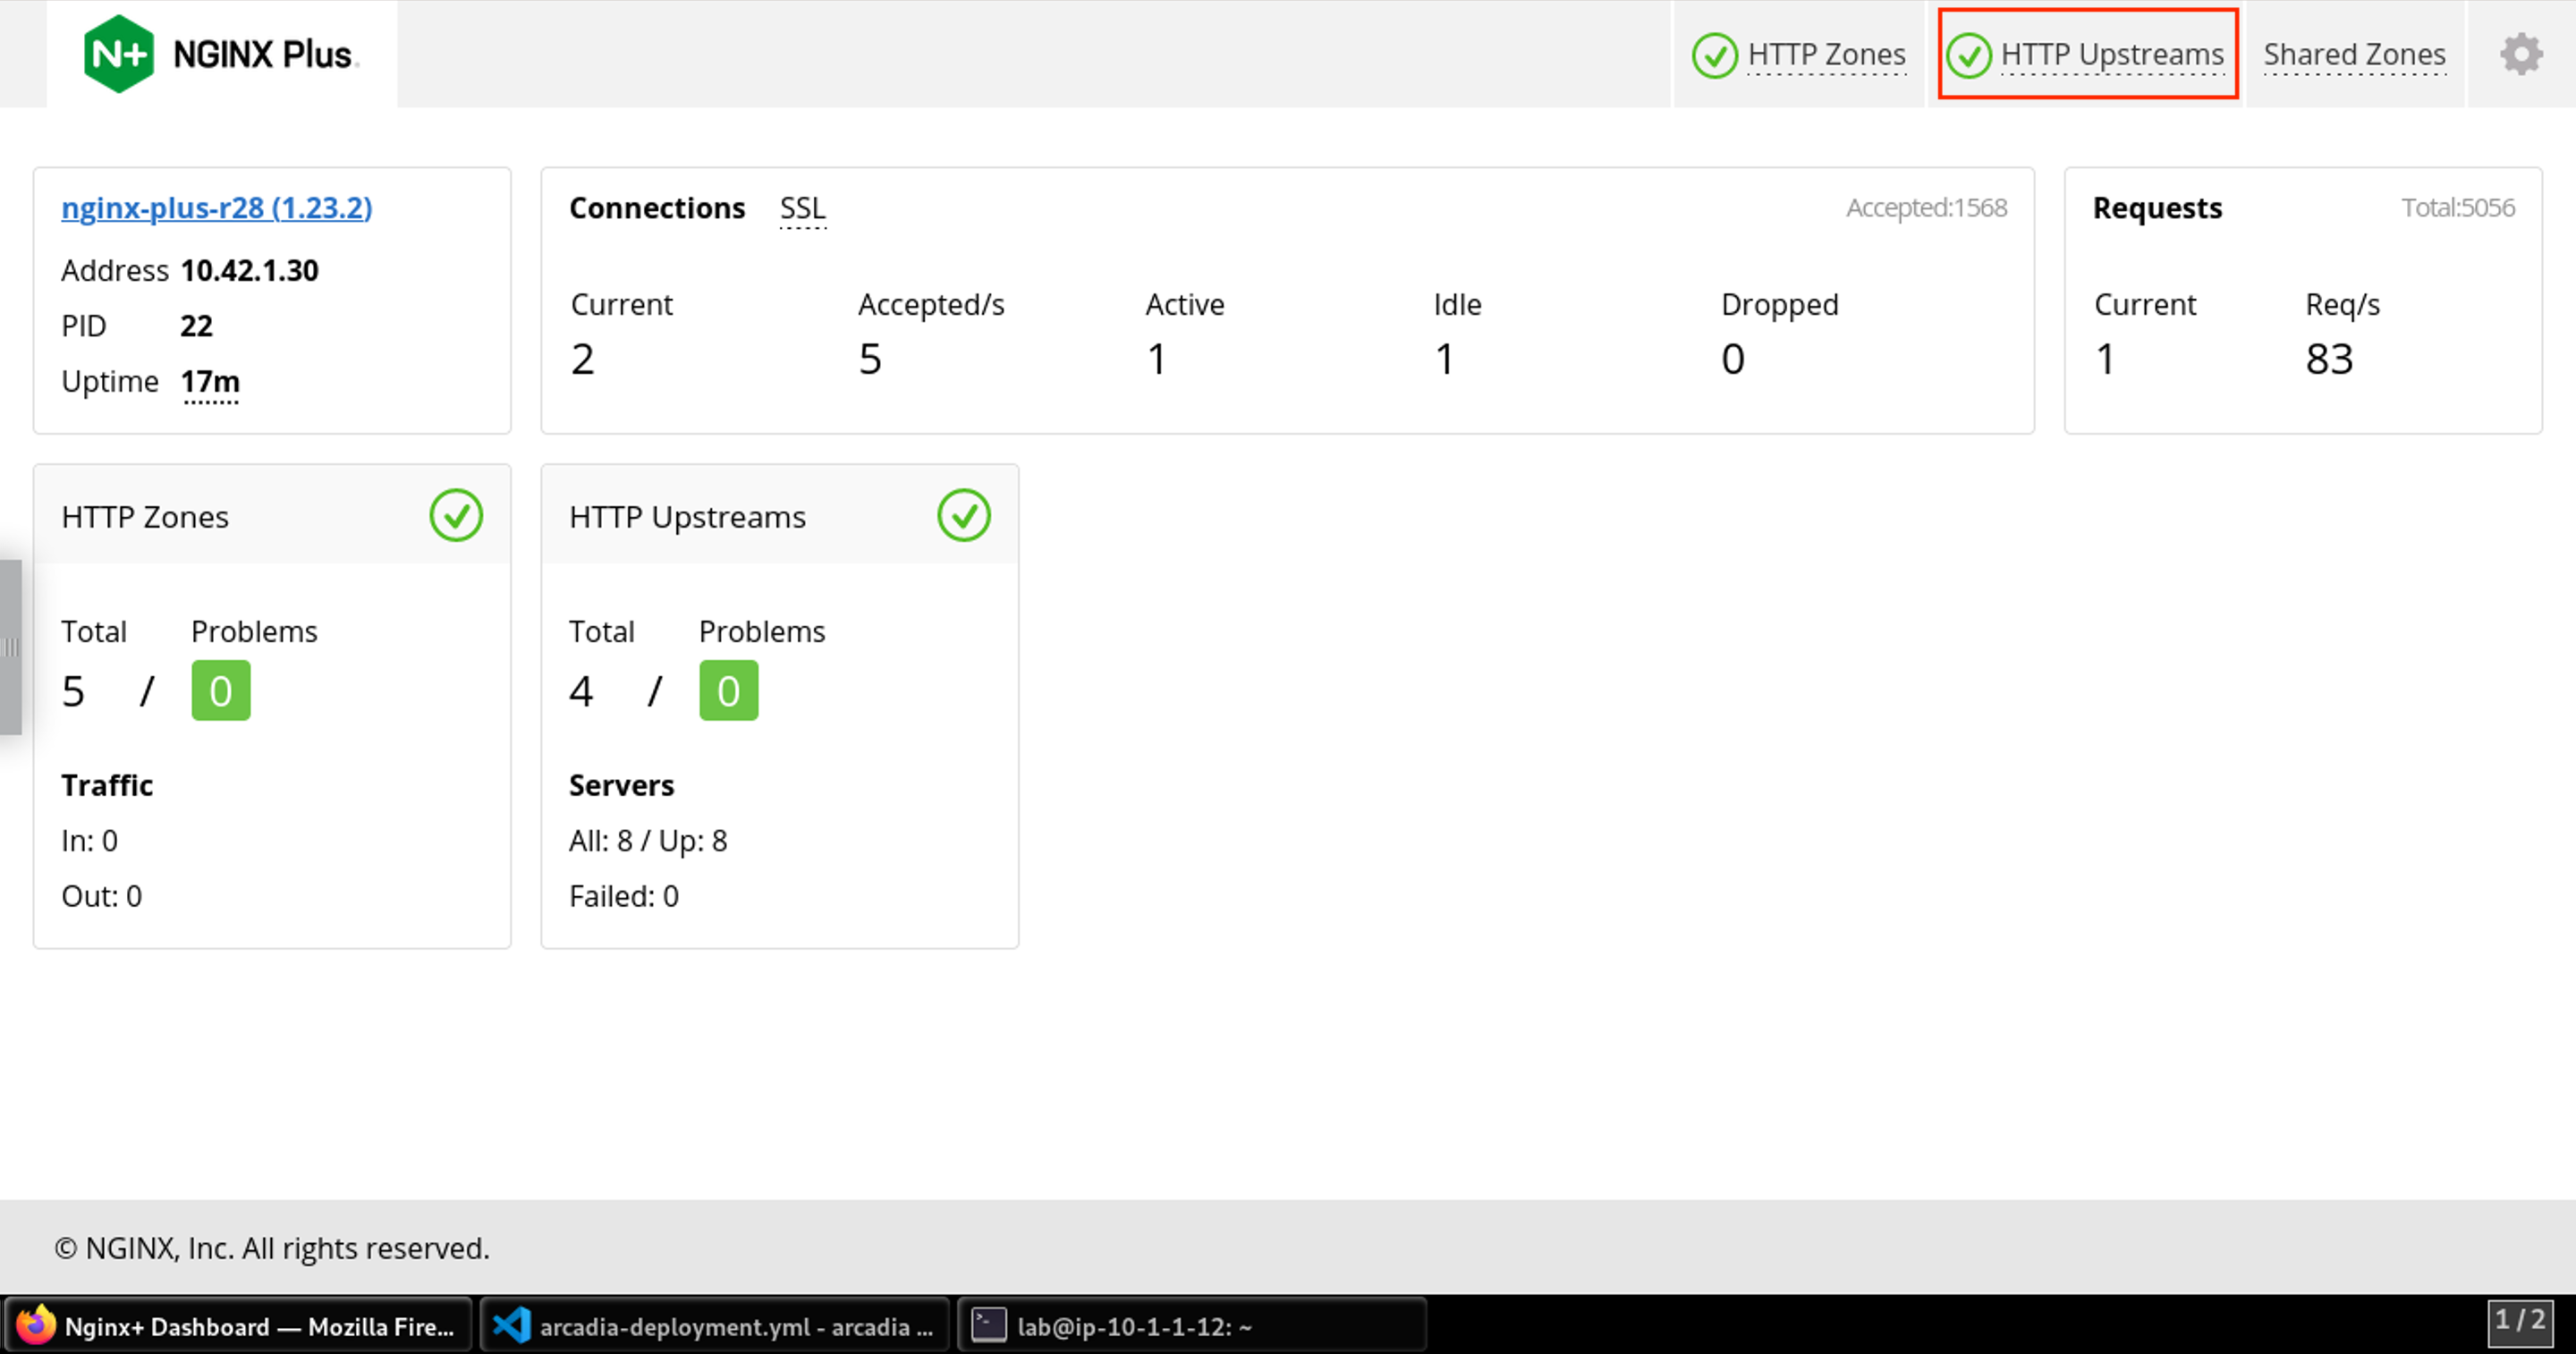 N+ NGINX Plus.
HTTP Zones
HTTP Upstreams
Shared Zones
nginx-plus-r28 (1.23.2)
Address 10.42.1.30
PID 22
Uptime 17m
Connections SSL Accepted:1568
Current Accepted/s Active Idle Dropped
2 5 1 1 0
Requests Total:5056
Current Req/s
1 83
HTTP Zones
Total Problems
5 / 0
Traffic
In: 0
Out: 0
HTTP Upstreams
Total Problems
4 / 0
Servers
All: 8 / Up: 8
Failed: 0
© NGINX, Inc. All rights reserved.
Nginx+ Dashboard — Mozilla Fire...
arcadia-deployment.yml - arcadia ...
lab@ip-10-1-1-12: ~
1 / 2